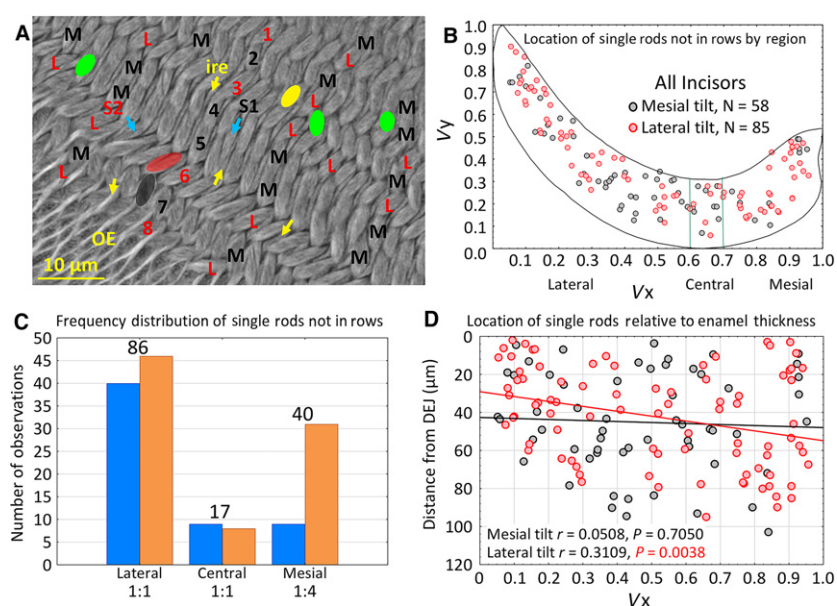 A
M
M
L
1
M
L
2
M
L
ire
M
3
M
S2
4
S1
L
M
M
L
L
5
M
L
M
6
L
7
M
8
L
M
OE
L
M
10 µm
L
M
L
M
B
Location of single rods not in rows by region
All Incisors
Mesial tilt, N = 58
Lateral tilt, N = 85
Vy
1.0
0.9
0.8
0.7
0.6
0.5
0.4
0.3
0.2
0.1
0.0
0 0.1 0.2 0.3 0.4 0.5 0.6 0.7 0.8 0.9 1.0
Lateral Central Mesial
Vx
C
Frequency distribution of single rods not in rows
Number of observations
50
45
40
35
30
25
20
15
10
5
0
86
17
40
Lateral Central Mesial
1:1 1:1 1:4
D
Location of single rods relative to enamel thickness
Distance from DEJ (µm)
0
20
40
60
80
100
120
Mesial tilt r = 0.0508, P = 0.7050
Lateral tilt r = 0.3109, P = 0.0038
0 0.1 0.2 0.3 0.4 0.5 0.6 0.7 0.8 0.9 1.0
Vx